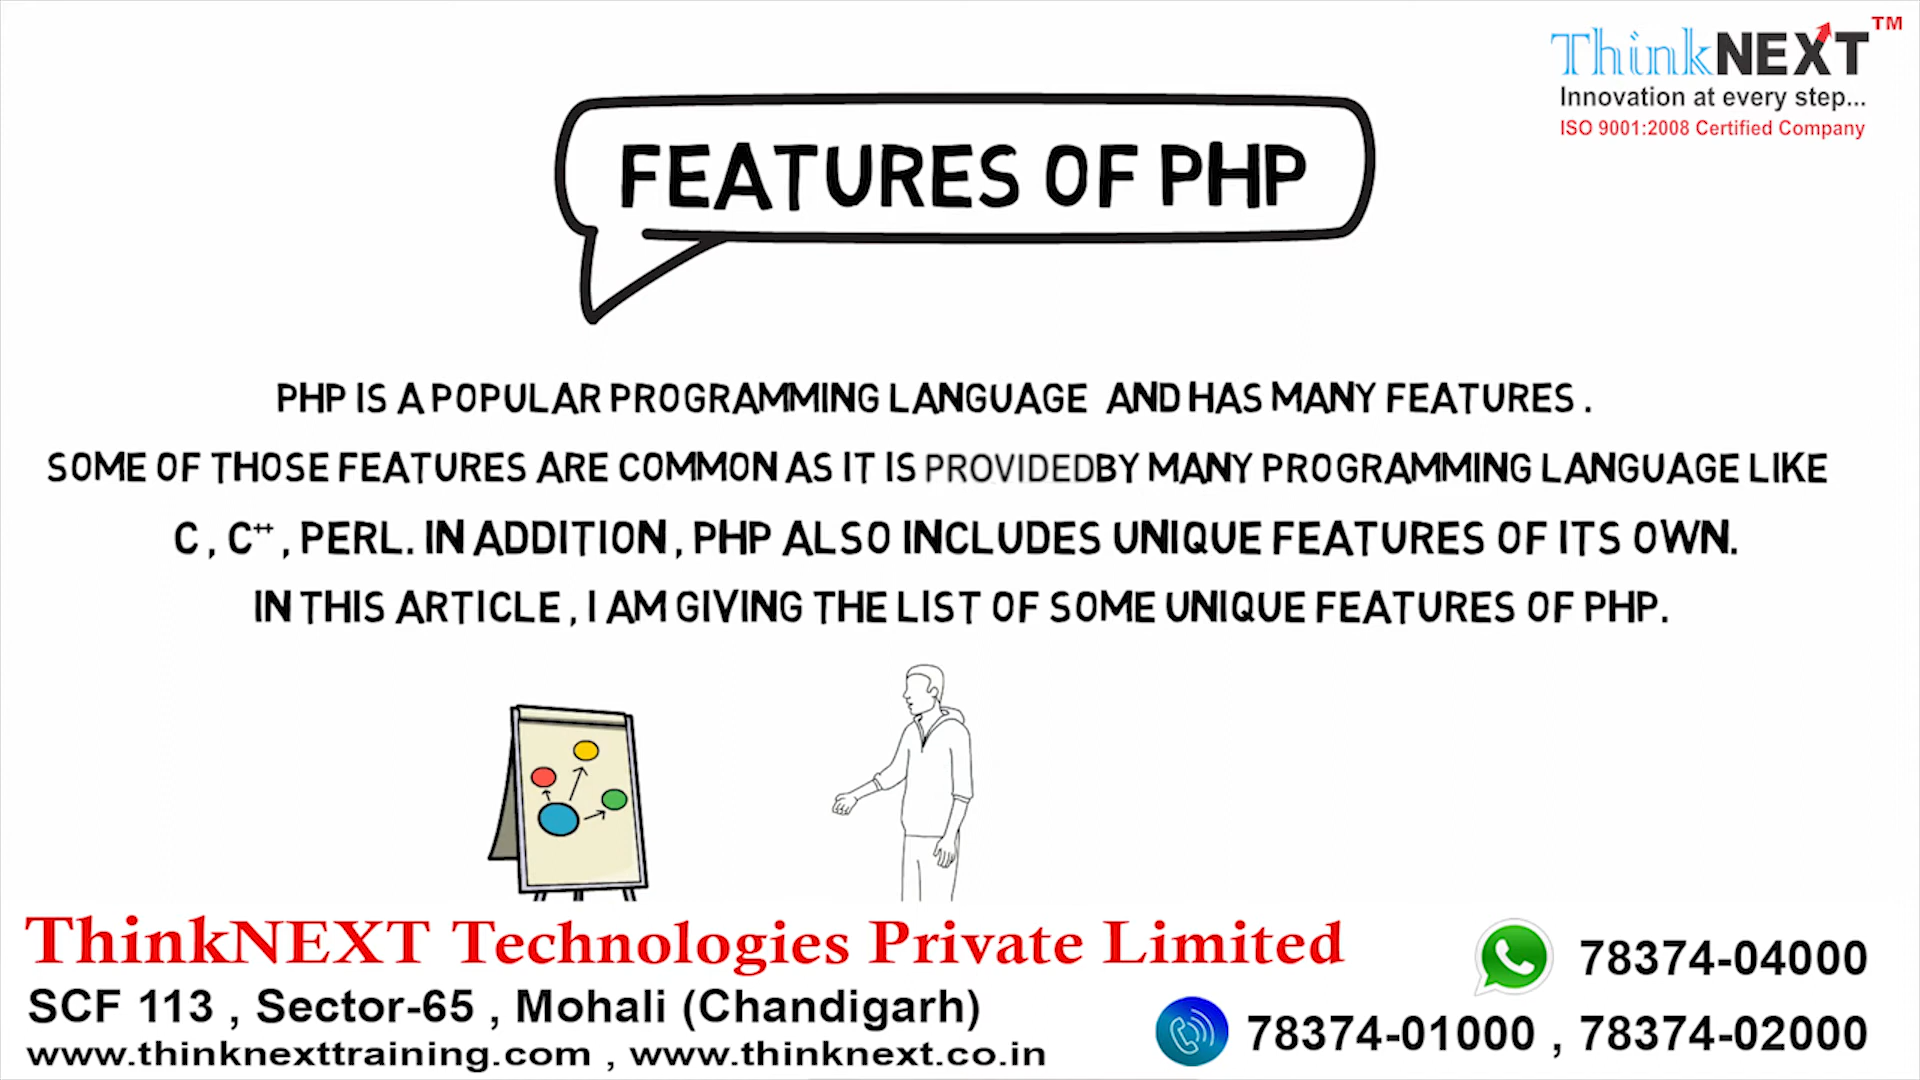 ThinkNEXT™
Innovation at every step...
ISO 9001:2008 Certified Company
FEATURES OF PHP
PHP IS A POPULAR PROGRAMMING LANGUAGE AND HAS MANY FEATURES .
SOME OF THOSE FEATURES ARE COMMON AS IT IS PROVIDED BY MANY PROGRAMMING LANGUAGE LIKE
C , C++ , PERL. IN ADDITION , PHP ALSO INCLUDES UNIQUE FEATURES OF ITS OWN.
IN THIS ARTICLE , I AM GIVING THE LIST OF SOME UNIQUE FEATURES OF PHP.
ThinkNEXT Technologies Private Limited
78374-04000
SCF 113 , Sector-65 , Mohali (Chandigarh)
78374-01000 , 78374-02000
www.thinknexttraining.com , www.thinknext.co.in